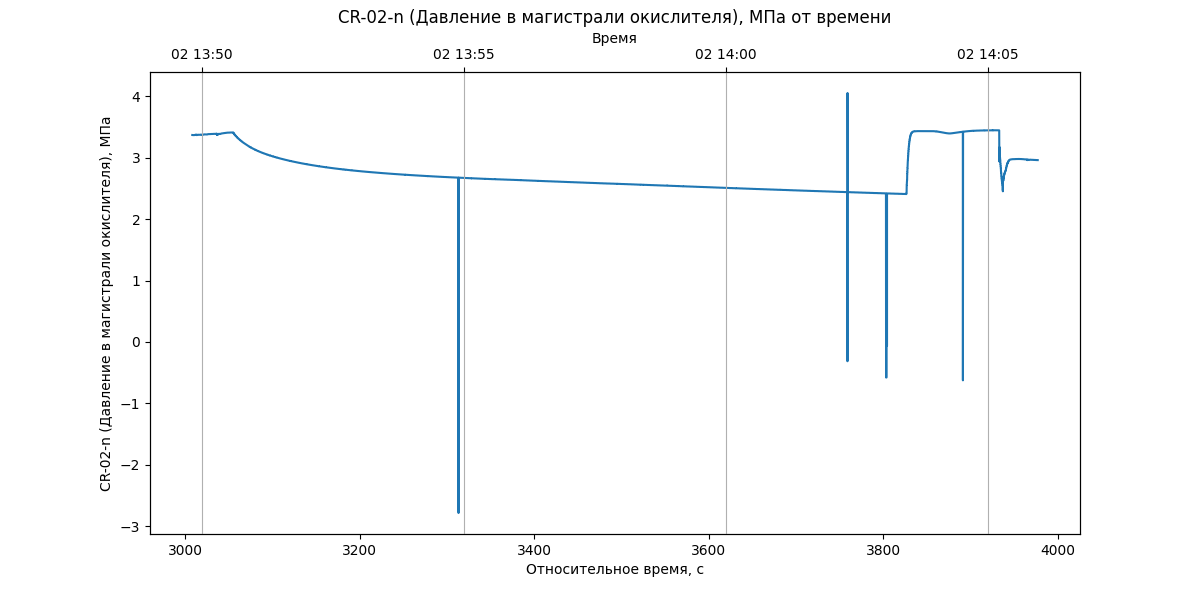 CR-02-n (Давление в магистрали окислителя), МПа от времени
Время
02 13:50 02 13:55 02 14:00 02 14:05
CR-02-n (Давление в магистрали окислителя), МПа
4
3
2
1
0
−1
−2
−3
3000 3200 3400 3600 3800 4000
Относительное время, с